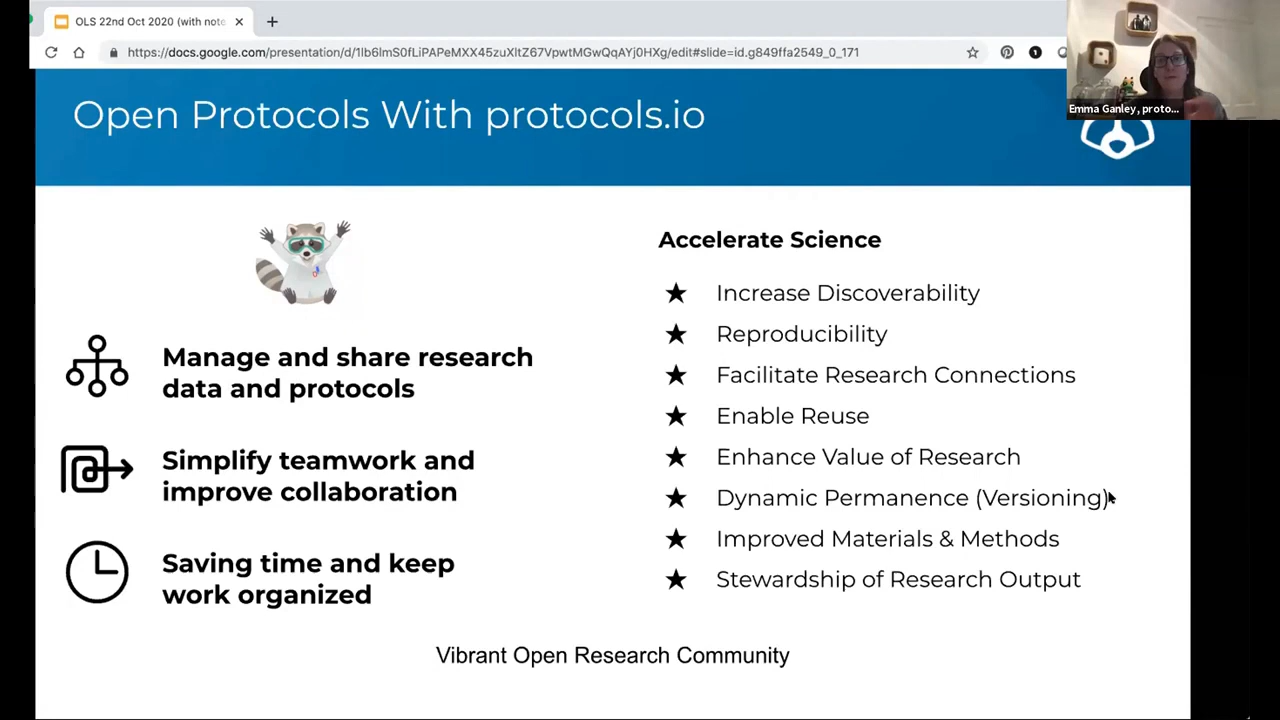 OLS 22nd Oct 2020 (with note
https://docs.google.com/presentation/d/1lb6lmS0fLiPAPeMXX45zuXltZ67VpwtMGwQqAYj0HXg/edit#slide=id.g849ffa2549_0_171
Emma Ganley, proto...
Open Protocols With protocols.io
Manage and share research
data and protocols
Simplify teamwork and
improve collaboration
Saving time and keep
work organized
Accelerate Science
★ Increase Discoverability
★ Reproducibility
★ Facilitate Research Connections
★ Enable Reuse
★ Enhance Value of Research
★ Dynamic Permanence (Versioning)
★ Improved Materials & Methods
★ Stewardship of Research Output
Vibrant Open Research Community